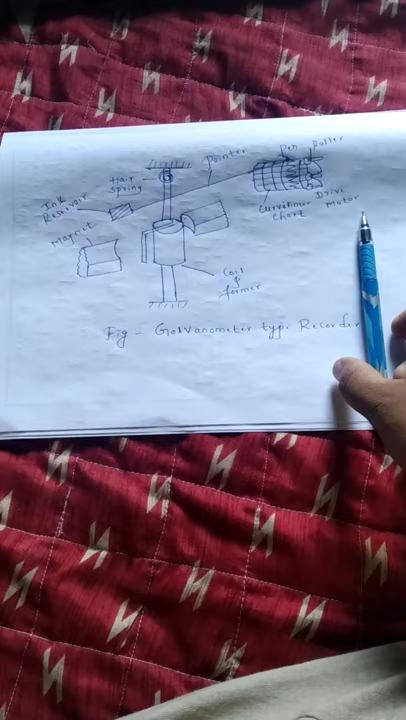 Pen Roller
Pointer
Hair
Spring
Ink
Reservoir
Magnet
Curvilinear
Chart
Drive
motor
Coil
&
former
Fig - Galvanometer type Recorder